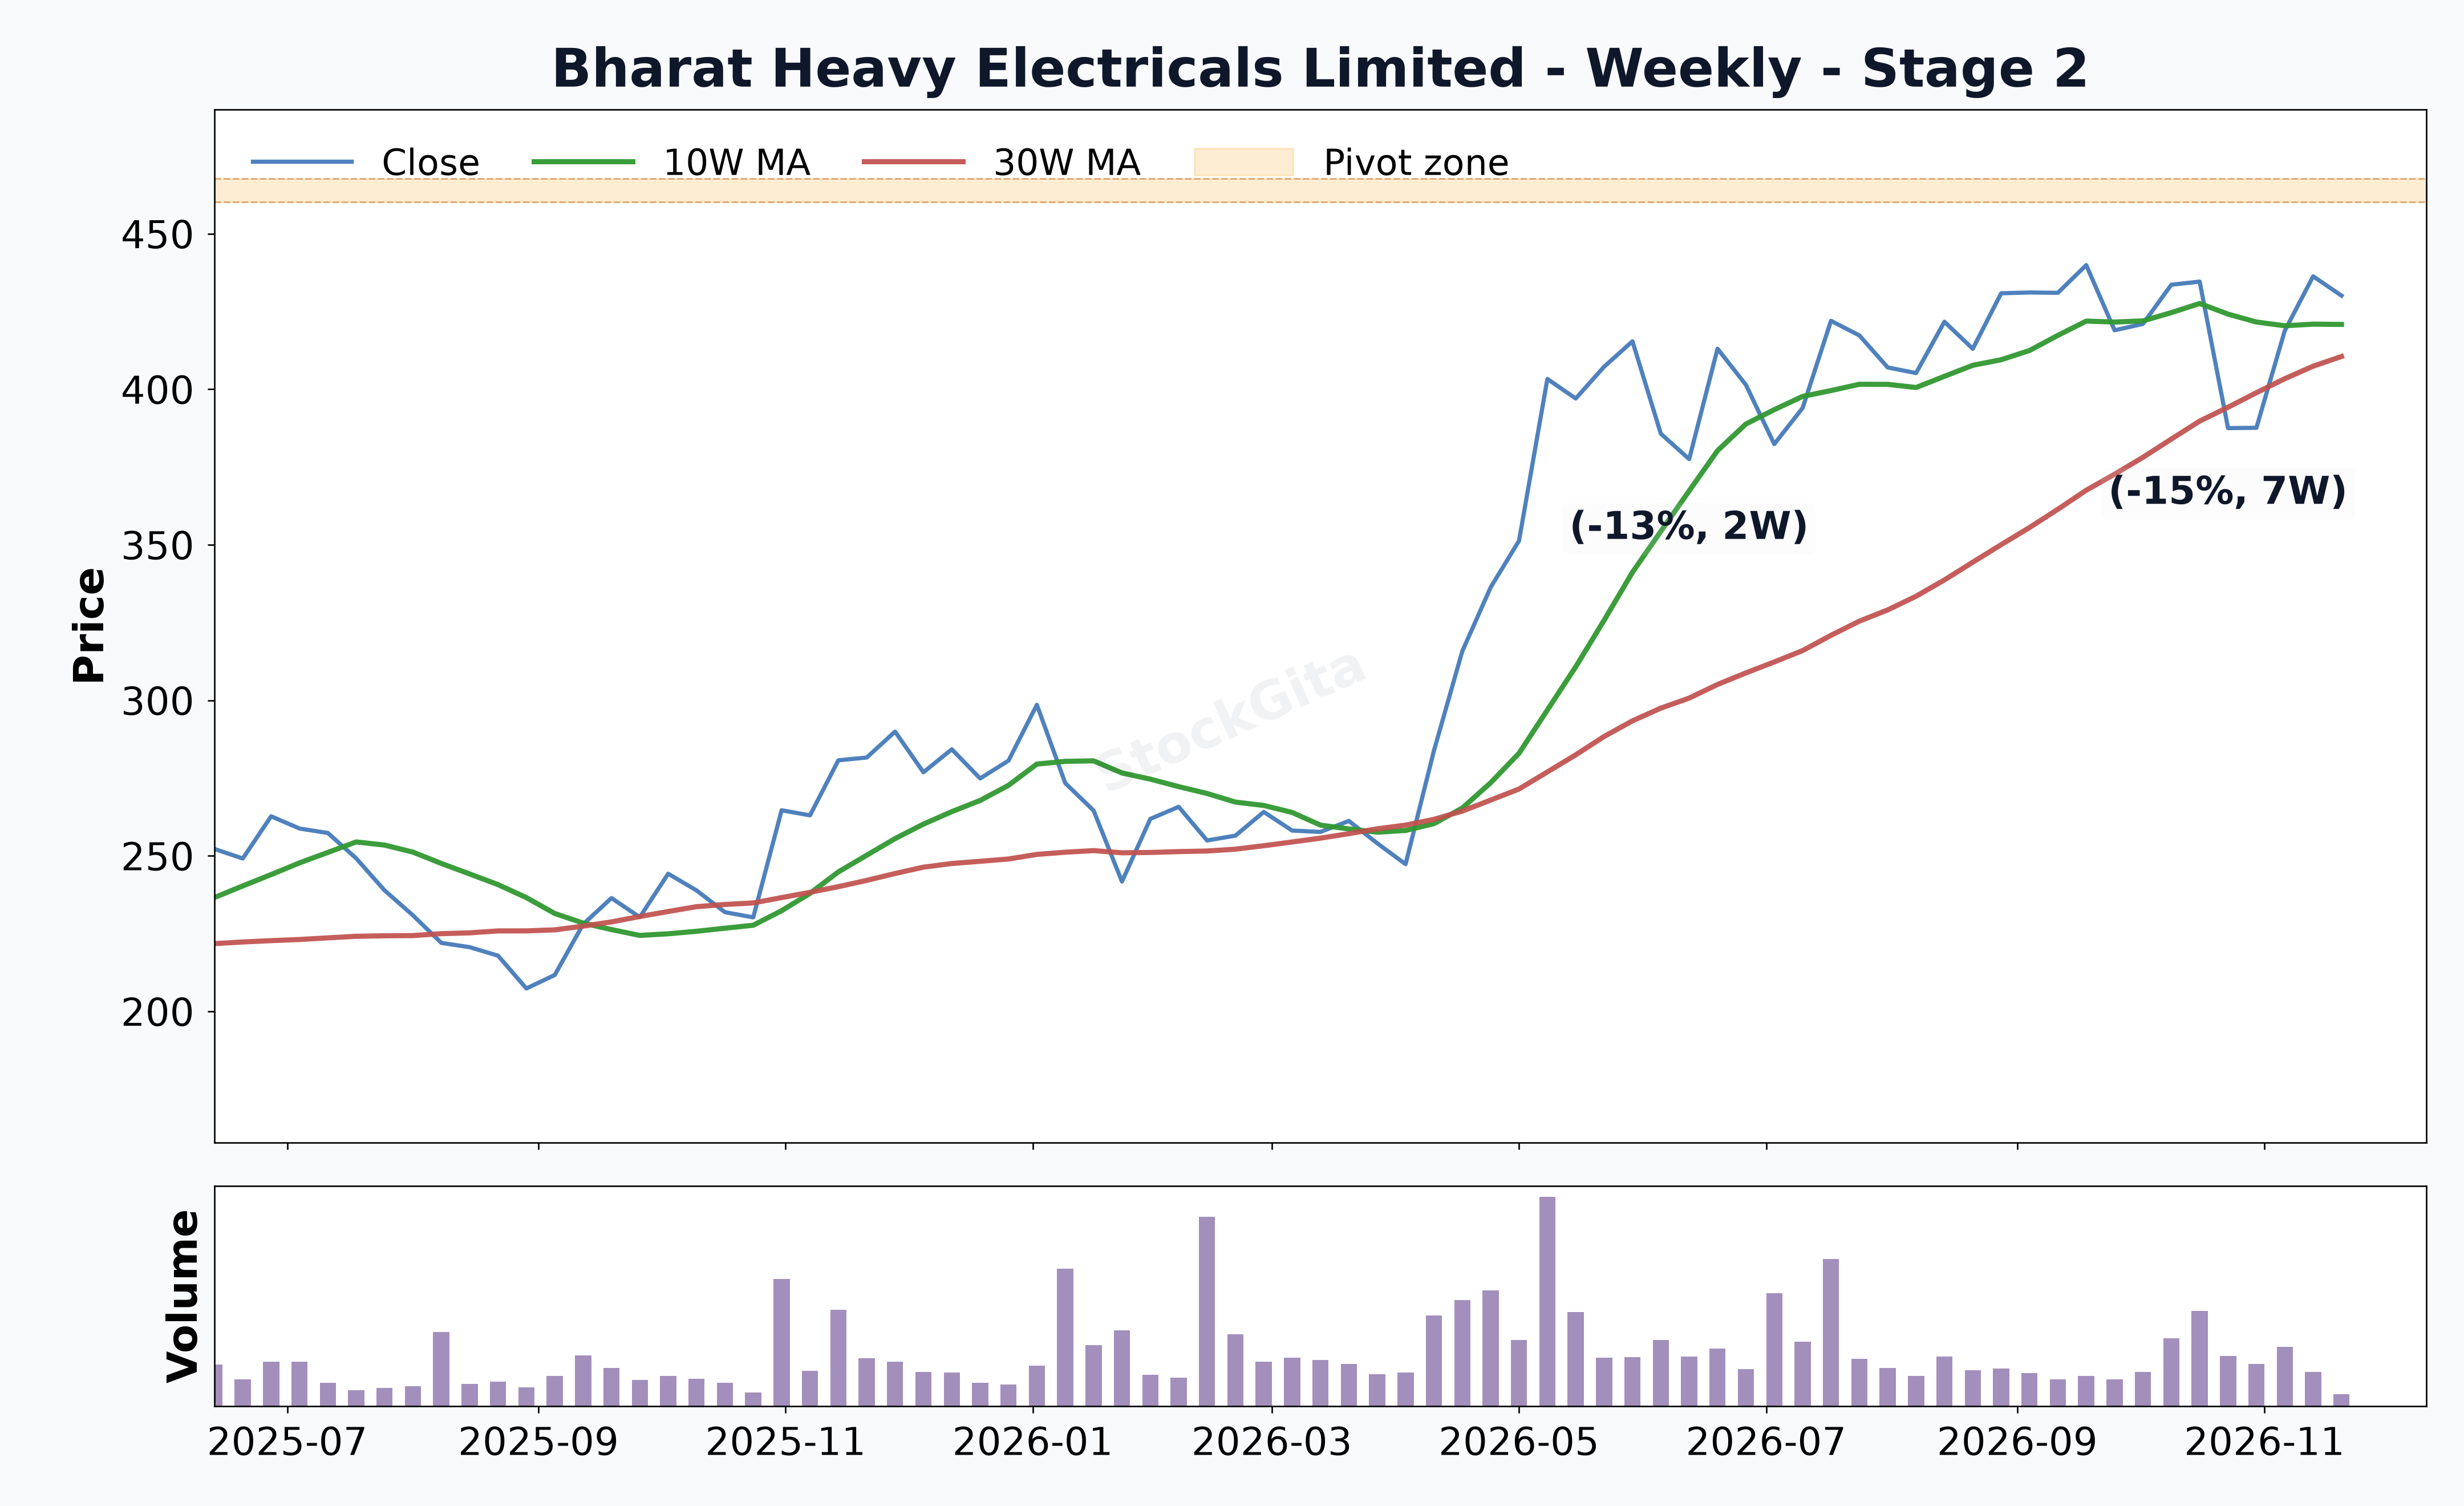 Bharat Heavy Electricals Limited - Weekly - Stage 2
Close 10W MA 30W MA Pivot zone
450
400
350
300
250
200
Price
(-13%, 2W)
(-15%, 7W)
StockGita
Volume
2025-07 2025-09 2025-11 2026-01 2026-03 2026-05 2026-07 2026-09 2026-11